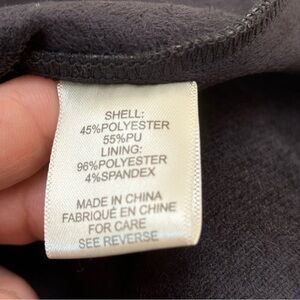 SHELL:
45%POLYESTER
55%PU
LINING:
96%POLYESTER
4%SPANDEX
MADE IN CHINA
FABRIQUÉ EN CHINE
FOR CARE
SEE REVERSE